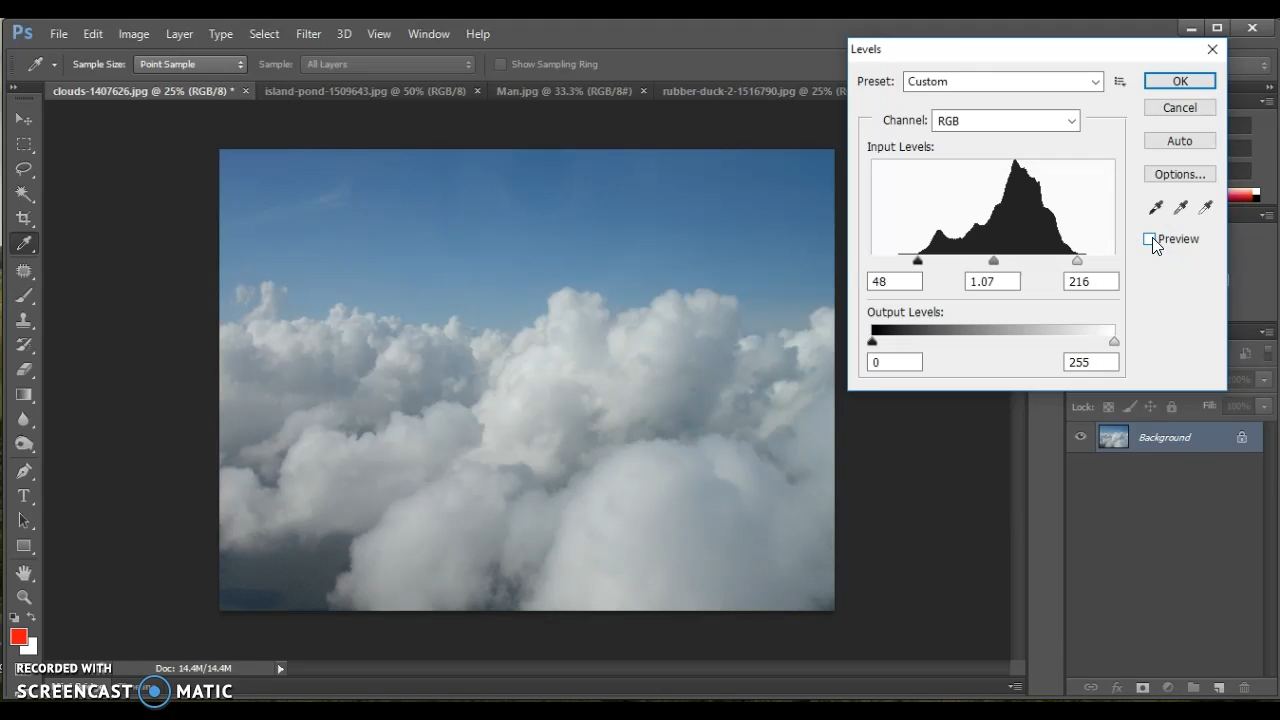 Ps File Edit Image Layer Type Select Filter 3D View Window Help
Sample Size: Point Sample Sample: All Layers Show Sampling Ring
clouds-1407626.jpg @ 25% (RGB/8) * × island-pond-1509643.jpg @ 50% (RGB/8) × Man.jpg @ 33.3% (RGB/8#) × rubber-duck-2-1516790.jpg @ 25% (RGB/8
Levels
Preset: Custom
OK
Cancel
Channel: RGB
Auto
Input Levels:
Options...
Preview
48 1.07 216
Output Levels:
0 255
Lock: Fill: 100%
Background
Doc: 14.4M/14.4M
RECORDED WITH
SCREENCAST MATIC